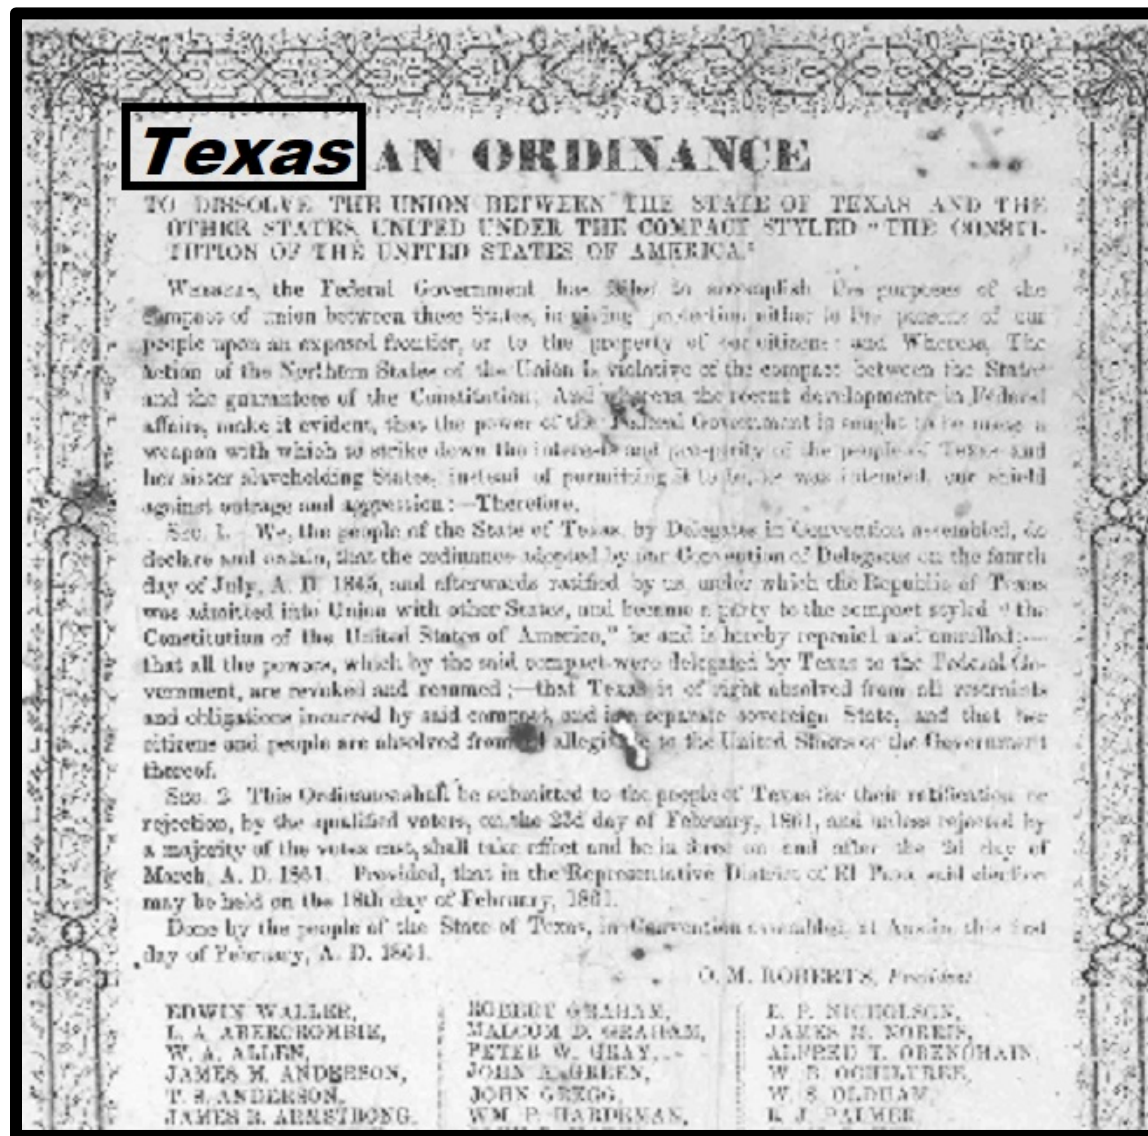 Texas AN ORDINANCE
TO DISSOLVE THE UNION BETWEEN THE STATE OF TEXAS AND THE
OTHER STATES, UNITED UNDER THE COMPACT STYLED "THE CONSTI-
TUTION OF THE UNITED STATES OF AMERICA."
WHEREAS, the Federal Government has failed to accomplish the purposes of the
compact of union between these States, in giving protection either to the persons of our
people upon an exposed frontier, or to the property of our citizens: and Whereas, The
action of the Northern States of the Union is violative of the compact between the States
and the guarantees of the Constitution; And whereas the recent developments in Federal
affairs, make it evident, that the power of the Federal Government is sought to be made a
weapon with which to strike down the interests and prosperity of the people of Texas and
her sister slaveholding States, instead of permitting it to be, as was intended, our shield
against outrage and aggression:—Therefore,
SEC. 1. We, the people of the State of Texas, by Delegates in Convention assembled, do
declare and ordain, that the ordinance adopted by our Convention of Delegates on the fourth
day of July, A. D. 1845, and afterwards ratified by us, under which the Republic of Texas
was admitted into Union with other States, and became a party to the compact styled "the
Constitution of the United States of America," be and is hereby repealed and annulled;—
that all the powers, which by the said compact were delegated by Texas to the Federal Go-
vernment, are revoked and resumed;—that Texas is of right absolved from all restraints
and obligations incurred by said compact, and is a separate sovereign State, and that her
citizens and people are absolved from all allegiance to the United States or the Government
thereof.
SEC. 2. This Ordinance shall be submitted to the people of Texas for their ratification or
rejection, by the qualified voters, on the 23d day of February, 1861, and unless rejected by
a majority of the votes cast, shall take effect and be in force on and after the 2d day of
March, A. D. 1861. Provided, that in the Representative District of El Paso said election
may be held on the 18th day of February, 1861.
Done by the people of the State of Texas, in Convention assembled, at Austin, this first
day of February, A. D. 1861.
O. M. ROBERTS, President
EDWIN WALLER,
L. A. ABERCROMBIE,
W. A. ALLEN,
JAMES M. ANDERSON,
T. S. ANDERSON,
JAMES R. ARMSTRONG,
ROBERT GRAHAM,
MALCOM D. GRAHAM,
PETER W. GRAY,
JOHN A. GREEN,
JOHN GREGG,
WM. P. HARDEMAN,
E. P. NICHOLSON,
JAMES M. NORRIS,
ALFRED T. OBENCHAIN,
W. B. OCHILTREE,
W. S. OLDHAM,
R. J. PALMER